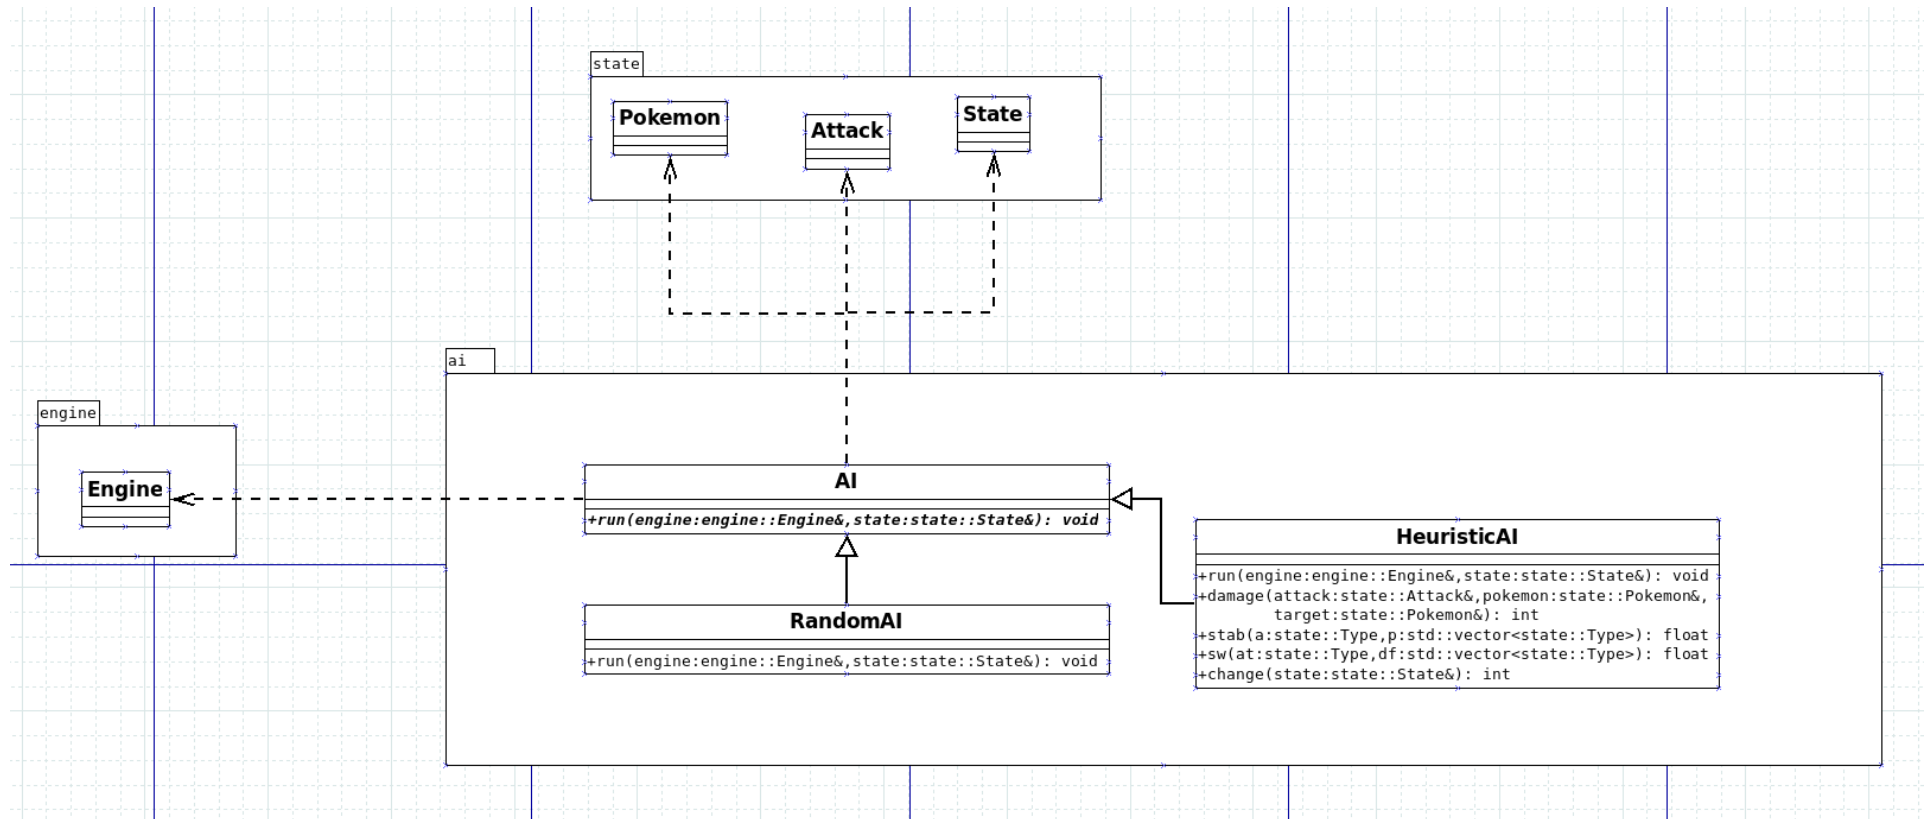 state
Pokemon
Attack
State
ai
engine
Engine
AI
+run(engine:engine::Engine&,state:state::State&): void
RandomAI
+run(engine:engine::Engine&,state:state::State&): void
HeuristicAI
+run(engine:engine::Engine&,state:state::State&): void
+damage(attack:state::Attack&,pokemon:state::Pokemon&,
target:state::Pokemon&): int
+stab(a:state::Type,p:std::vector<state::Type>): float
+sw(at:state::Type,df:std::vector<state::Type>): float
+change(state:state::State&): int